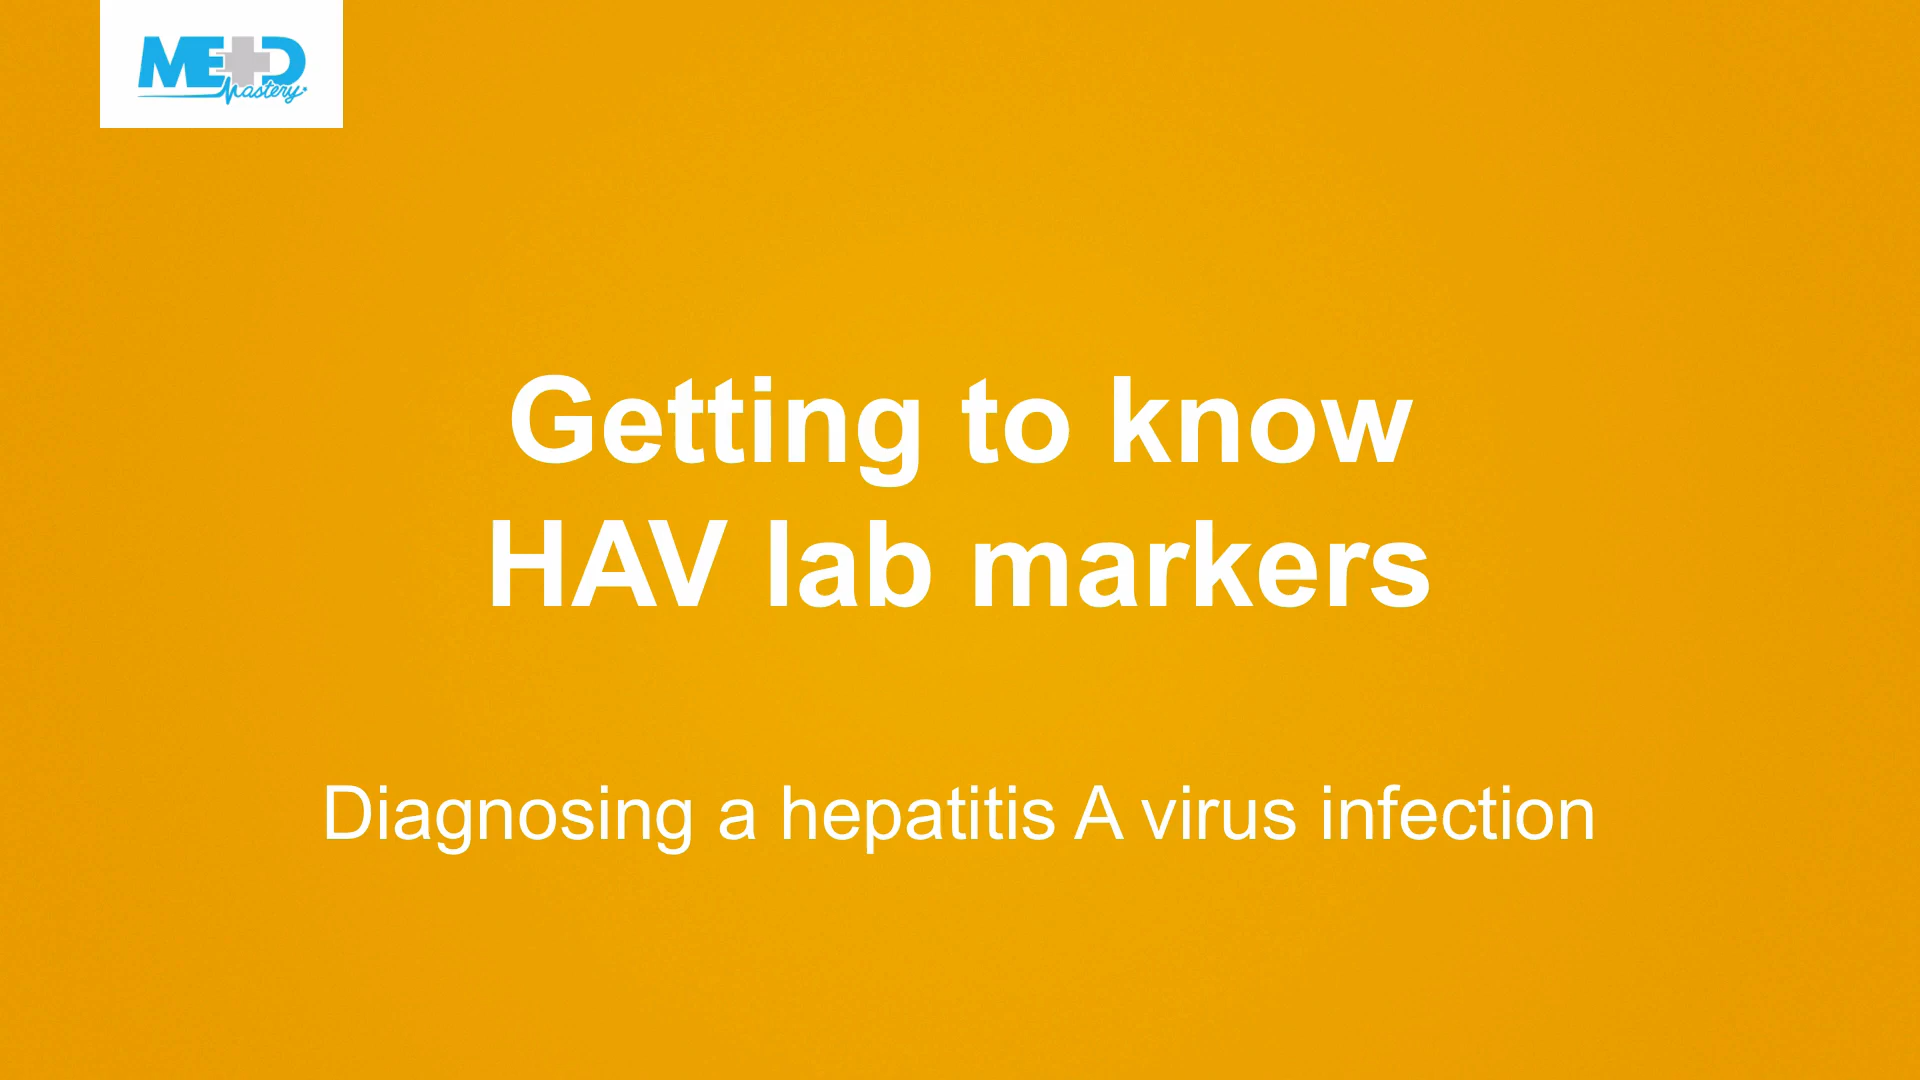 MED
Mastery
Getting to know
HAV lab markers
Diagnosing a hepatitis A virus infection